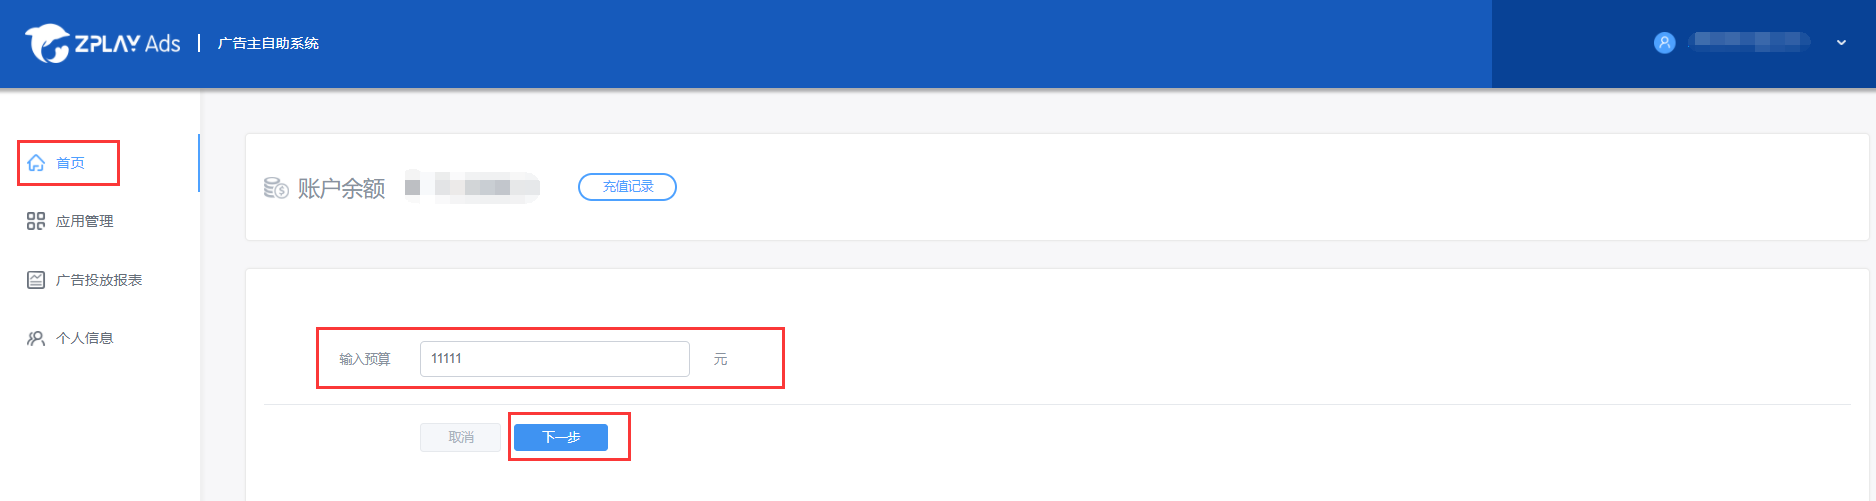 ZPLAY Ads | 广告主自助系统
首页
应用管理
广告投放报表
个人信息
账户余额 充值记录
输入预算 11111 元
取消 下一步